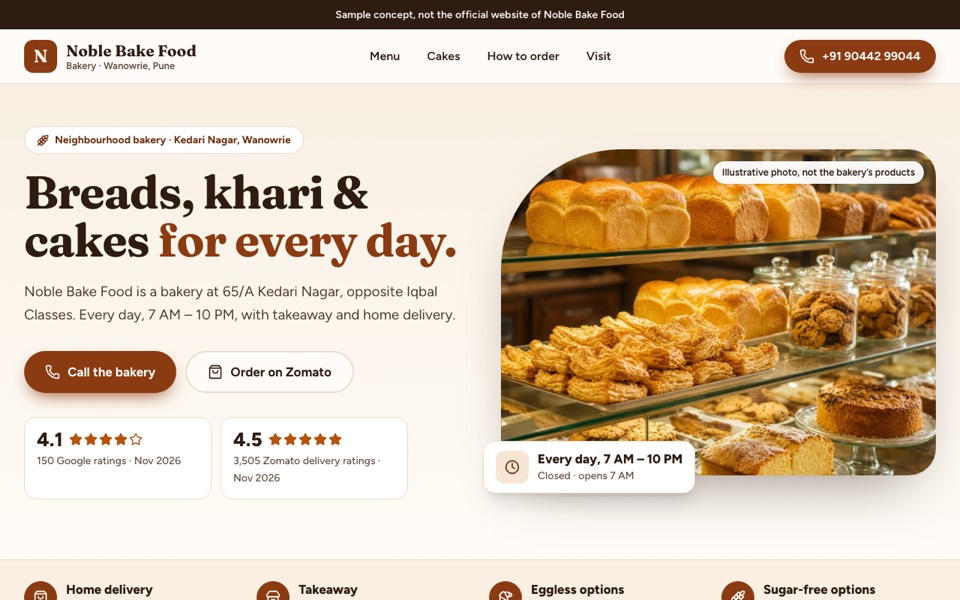 Sample concept, not the official website of Noble Bake Food
N
Noble Bake Food
Bakery · Wanowrie, Pune
Menu
Cakes
How to order
Visit
+91 90442 99044
Neighbourhood bakery · Kedari Nagar, Wanowrie
Breads, khari &
cakes for every day.
Noble Bake Food is a bakery at 65/A Kedari Nagar, opposite Iqbal
Classes. Every day, 7 AM – 10 PM, with takeaway and home delivery.
Call the bakery
Order on Zomato
4.1
150 Google ratings · Nov 2026
4.5
3,505 Zomato delivery ratings ·
Nov 2026
Illustrative photo, not the bakery's products
Every day, 7 AM – 10 PM
Closed · opens 7 AM
Home delivery
Takeaway
Eggless options
Sugar-free options